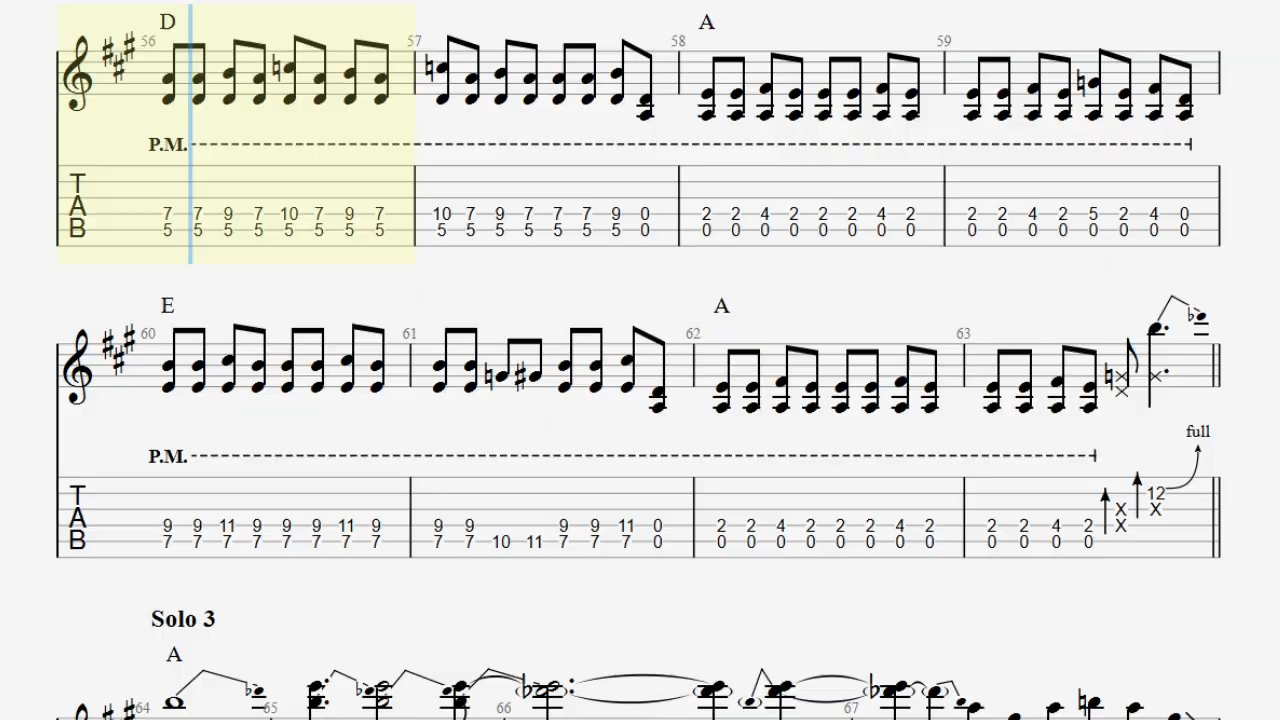 D A
56 57 58 59
P.M.
T 7 7 9 7 10 7 9 7 10 7 9 7 7 7 9 0 2 2 4 2 2 2 4 2 2 2 4 2 5 2 4 0
A
B 5 5 5 5 5 5 5 5 5 5 5 5 5 5 5 0 0 0 0 0 0 0 0 0 0 0 0 0 0 0 0 0
E A
60 61 62 63
full
P.M.
T 12
X X
A 9 9 11 9 9 9 11 9 9 9 9 9 11 0 2 2 4 2 2 2 4 2 2 2 4 2 X
B 7 7 7 7 7 7 7 7 7 7 10 11 7 7 7 0 0 0 0 0 0 0 0 0 0 0 0 0
Solo 3
A
64 65 66 67